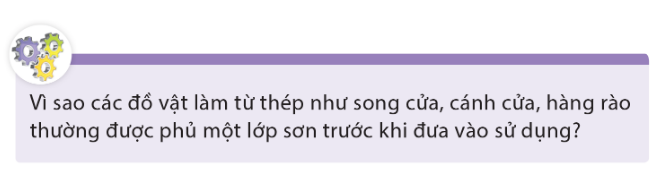 Vì sao các đồ vật làm từ thép như song cửa, cánh cửa, hàng rào
thường được phủ một lớp sơn trước khi đưa vào sử dụng?